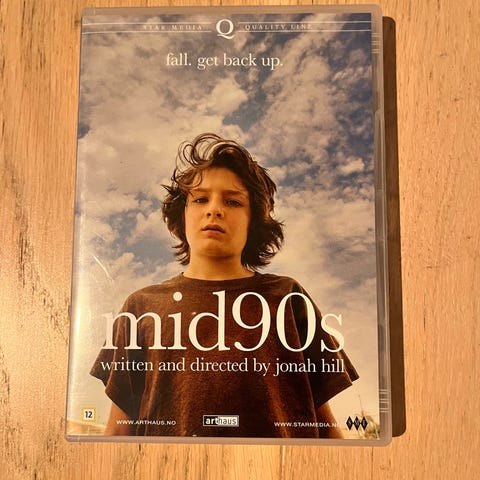 STAR MEDIA Q QUALITY LINE
fall. get back up.
mid90s
written and directed by jonah hill
12
WWW.ARTHAUS.NO
arthaus
WWW.STARMEDIA.NO